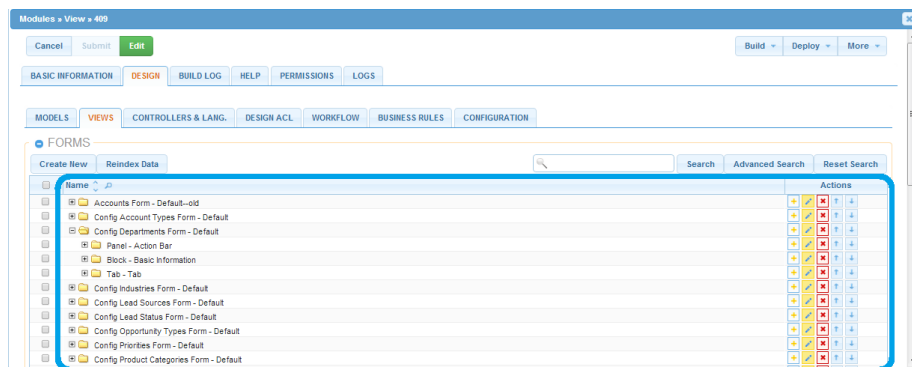 Modules » View » 409
Cancel Submit Edit Build Deploy More
BASIC INFORMATION DESIGN BUILD LOG HELP PERMISSIONS LOGS
MODELS VIEWS CONTROLLERS & LANG. DESIGN ACL WORKFLOW BUSINESS RULES CONFIGURATION
FORMS
Create New Reindex Data Search Advanced Search Reset Search
Name Actions
Accounts Form - Default--old
Config Account Types Form - Default
Config Departments Form - Default
Panel - Action Bar
Block - Basic Information
Tab - Tab
Config Industries Form - Default
Config Lead Sources Form - Default
Config Lead Status Form - Default
Config Opportunity Types Form - Default
Config Priorities Form - Default
Config Product Categories Form - Default